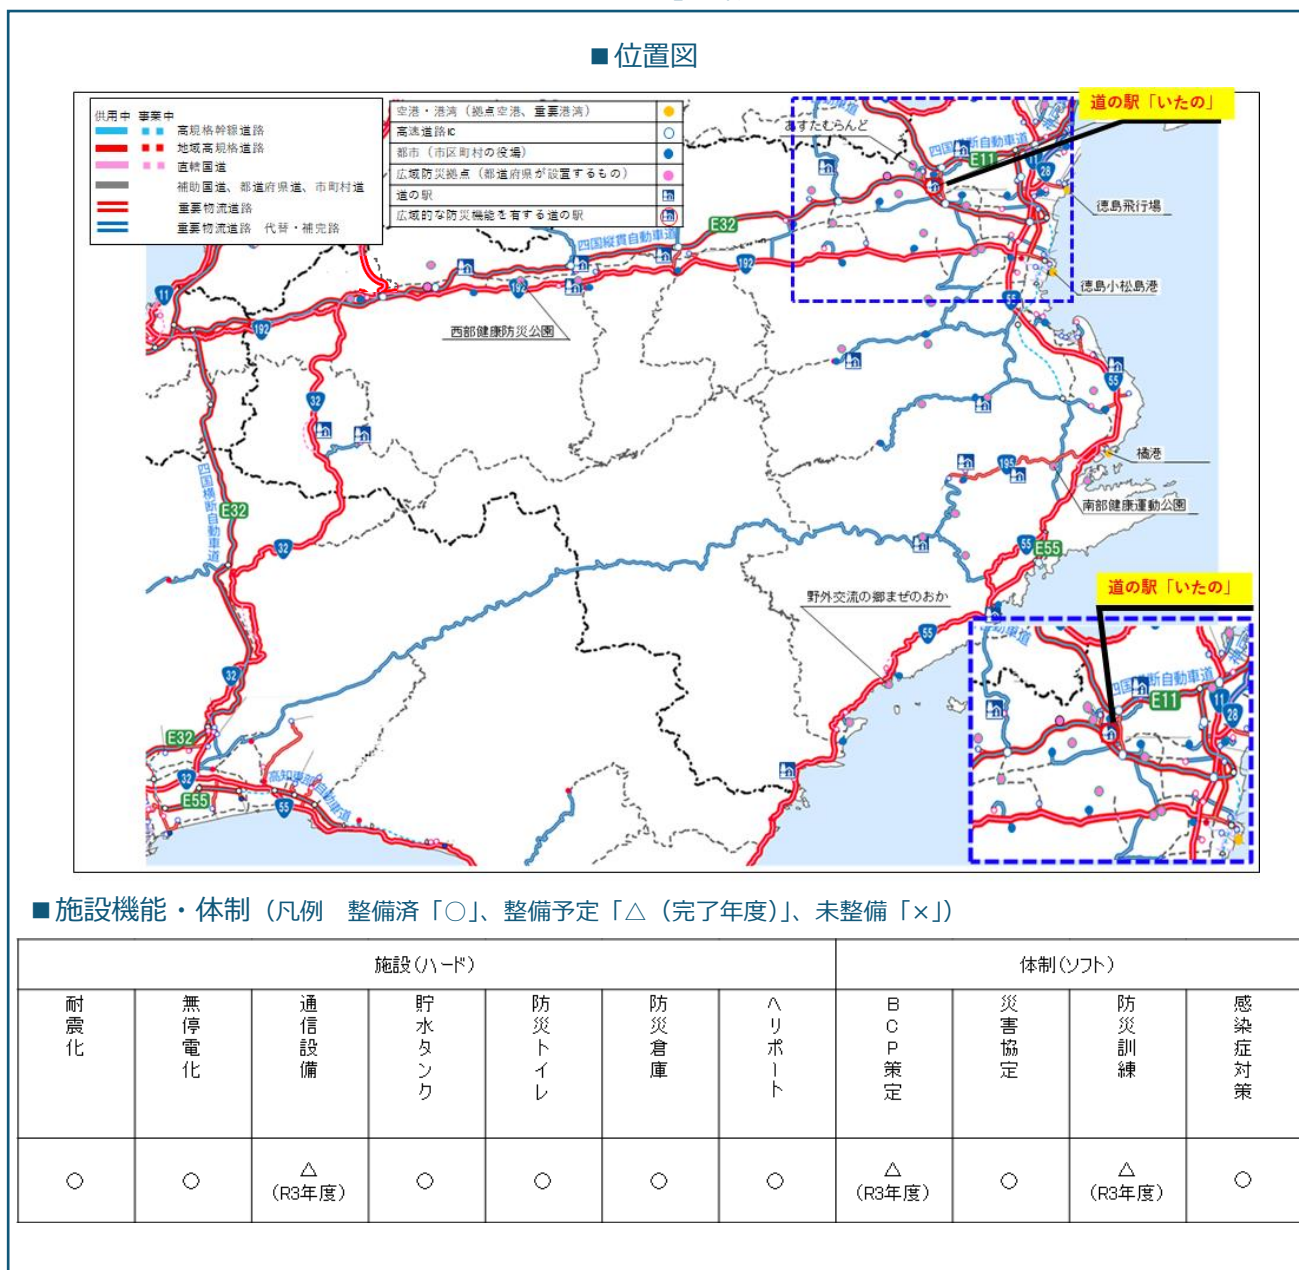 ■位置図
供用中 事業中
高規格幹線道路
地域高規格道路
直轄国道
補助国道、都道府県道、市町村道
重要物流道路
重要物流道路 代替・補完路
空港・港湾（拠点空港、重要港湾）
高速道路IC
都市（市区町村の役場）
広域防災拠点（都道府県が設置するもの）
道の駅
広域的な防災機能を有する道の駅
道の駅「いたの」
あすたむらんど
四国横断自動車道
E11
11
28
徳島飛行場
E32
四国縦貫自動車道
192
192
徳島小松島港
55
11
192
西部健康防災公園
32
55
橘港
195
南部健康運動公園
四国横断自動車道
E32
32
55
E55
道の駅「いたの」
野外交流の郷まぜのおか
55
断自動車道
E11
11
28
32
E32
32
E55
高知東部自動車道
55
■施設機能・体制（凡例　整備済「○」、整備予定「△（完了年度）」、未整備「×」）
施設(ハード)
体制(ソフト)
耐震化
無停電化
通信設備
貯水タンク
防災トイレ
防災倉庫
ヘリポート
BCP策定
災害協定
防災訓練
感染症対策
○ ○ △ ○ ○ ○ ○ △ ○ △ ○
(R3年度) (R3年度) (R3年度)